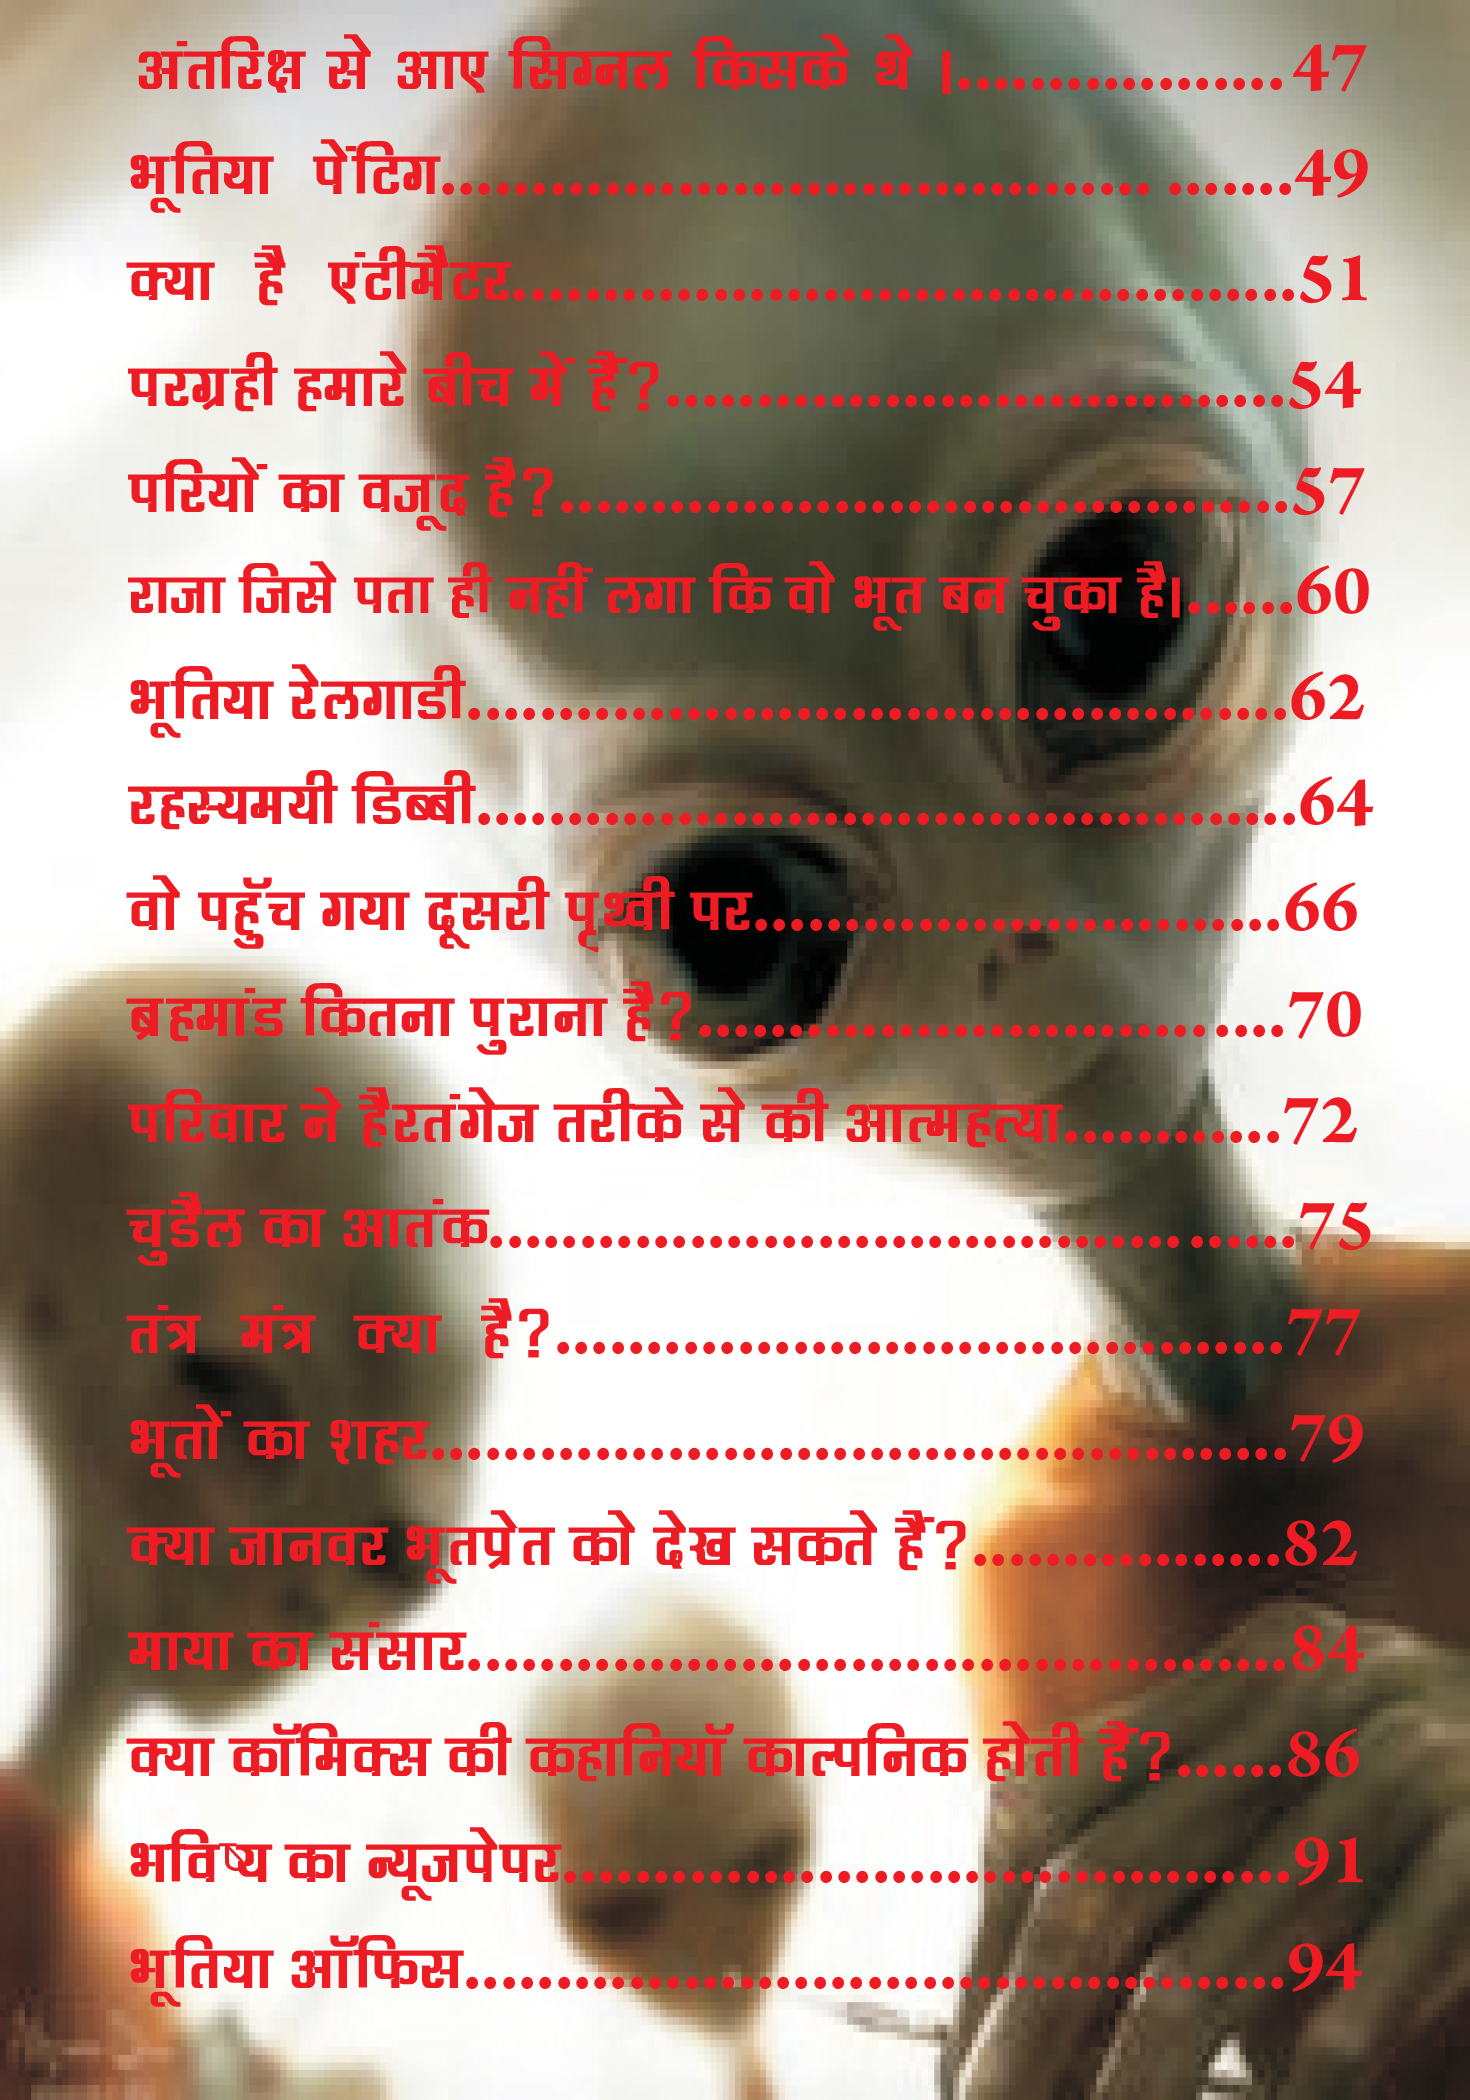 अंतरिक्ष से आए सिग्नल किसके थे ।..................47
भूतिया पेंटिग.............................................. 49
क्या है एंटीमैटर...........................................51
परग्रही हमारे बीच में हैं?..................................54
परियों का वजूद है?........................................57
राजा जिसे पता ही नहीं लगा कि वो भूत बन चुका है।......60
भूतिया रेलगाडी.............................................62
रहस्यमयी डिब्बी.............................................64
वो पहुॅच गया दूसरी पृथ्वी पर.............................66
ब्रहमांड कितना पुराना है?................................70
परिवार ने हैरतंगेज तरीके से की आत्महत्या............72
चुडैल का आतंक............................................75
तंत्र मंत्र क्या है?........................................77
भूतों का शहर...............................................79
क्या जानवर भूतप्रेत को देख सकते हैं?.................82
माया का संसार.............................................84
क्या कॉमिक्स की कहानियॉ काल्पनिक होती हैं?......86
भविष्य का न्यूजपेपर........................................91
भूतिया ऑफिस.............................................94